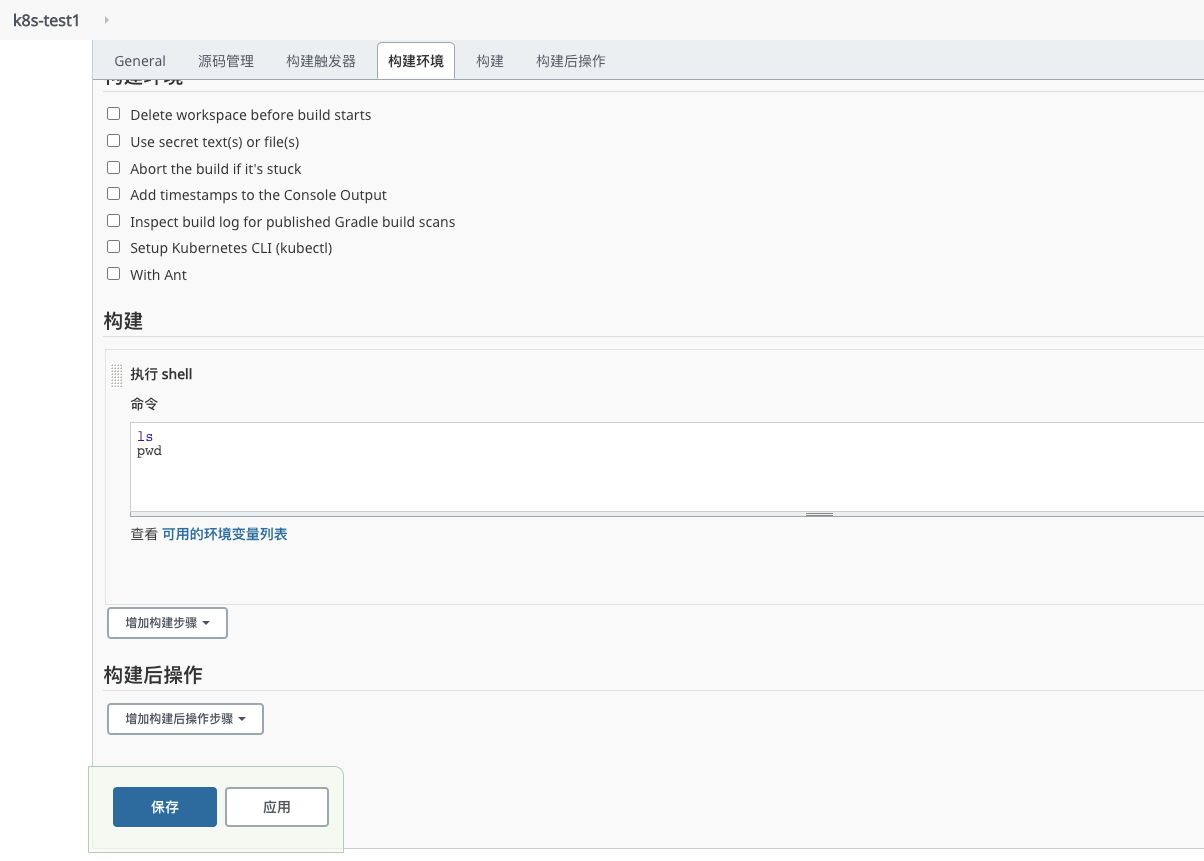 k8s-test1
General 源码管理 构建触发器 构建环境 构建 构建后操作
构建环境
Delete workspace before build starts
Use secret text(s) or file(s)
Abort the build if it's stuck
Add timestamps to the Console Output
Inspect build log for published Gradle build scans
Setup Kubernetes CLI (kubectl)
With Ant
构建
执行 shell
命令
ls
pwd
查看 可用的环境变量列表
增加构建步骤
构建后操作
增加构建后操作步骤
保存 应用